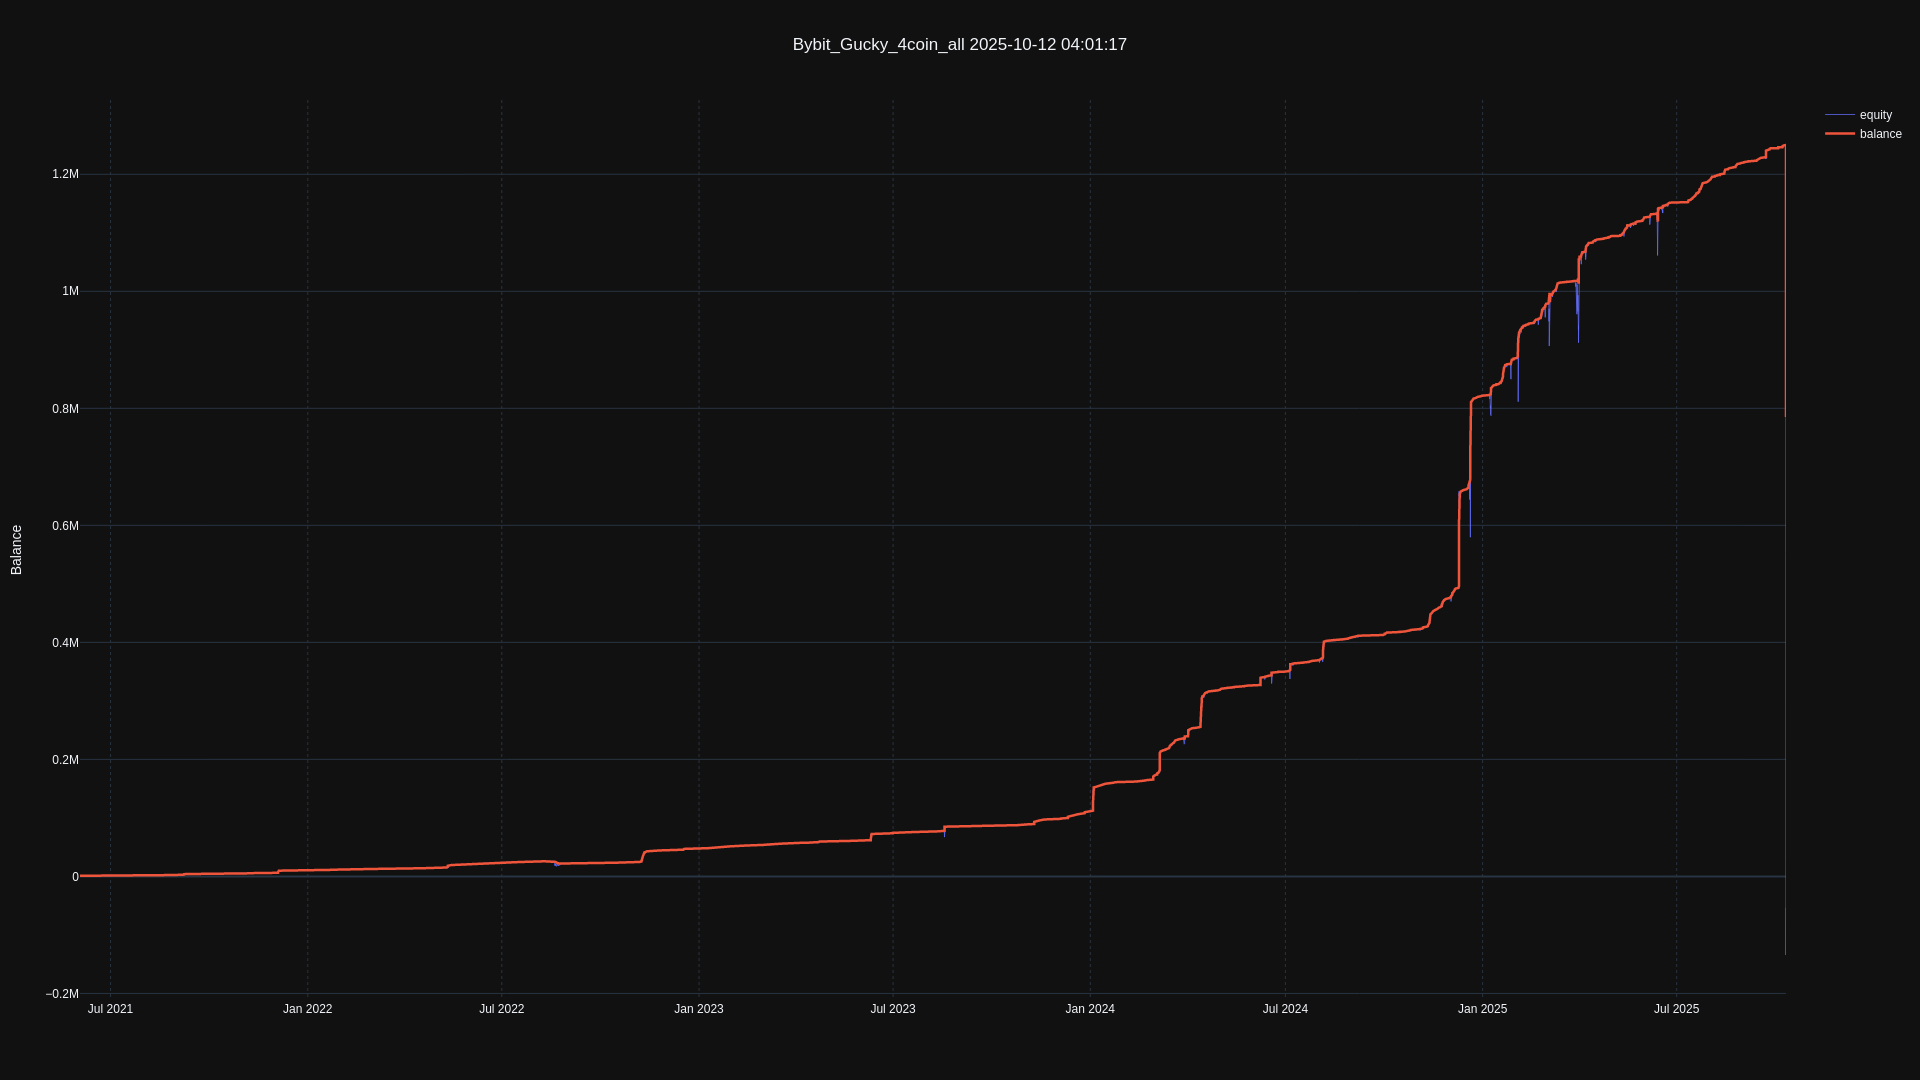 Bybit_Gucky_4coin_all 2025-10-12 04:01:17
equity
balance
1.2M
1M
0.8M
0.6M
0.4M
0.2M
0
−0.2M
Balance
Jul 2021
Jan 2022
Jul 2022
Jan 2023
Jul 2023
Jan 2024
Jul 2024
Jan 2025
Jul 2025